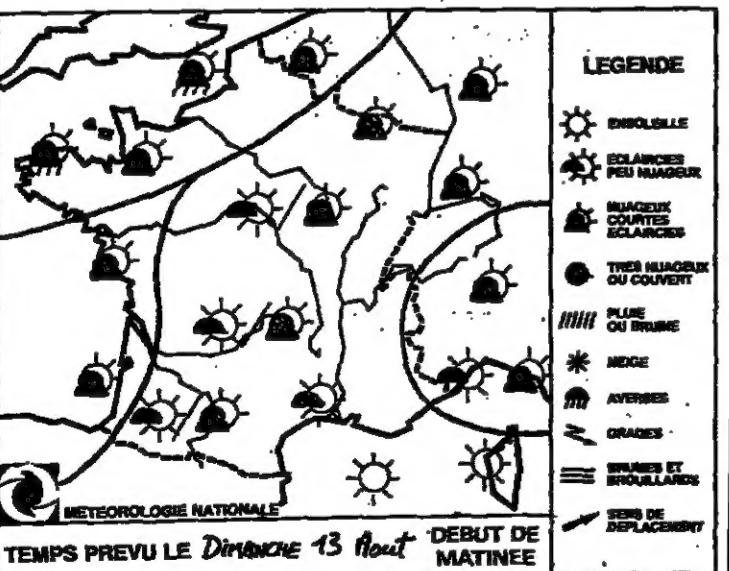 METEOROLOGIE NATIONALE
TEMPS PREVU LE Dimanche 13 Aout DEBUT DE
MATINEE
LEGENDE
ENSOLEILLE
ECLAIRCIES
PEU NUAGEUX
NUAGEUX
COURTES
ECLAIRCIES
TRES NUAGEUX
OU COUVERT
PLUIE
OU BRUINE
NEIGE
AVERSES
ORAGES
BRUMES ET
BROUILLARDS
SENS DE
DEPLACEMENT